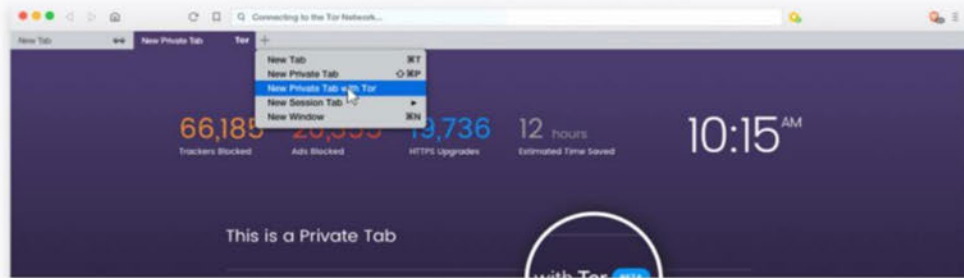 Connecting to the Tor Network...
New Tab
New Private Tab Tor +
New Tab ⌘T
New Private Tab ⇧⌘P
New Private Tab with Tor
New Session Tab ▸
New Window ⌘N
66,185
19,736
12 hours
10:15 AM
Trackers Blocked
Ads Blocked
HTTPS Upgrades
Estimated Time Saved
This is a Private Tab
with Tor BETA